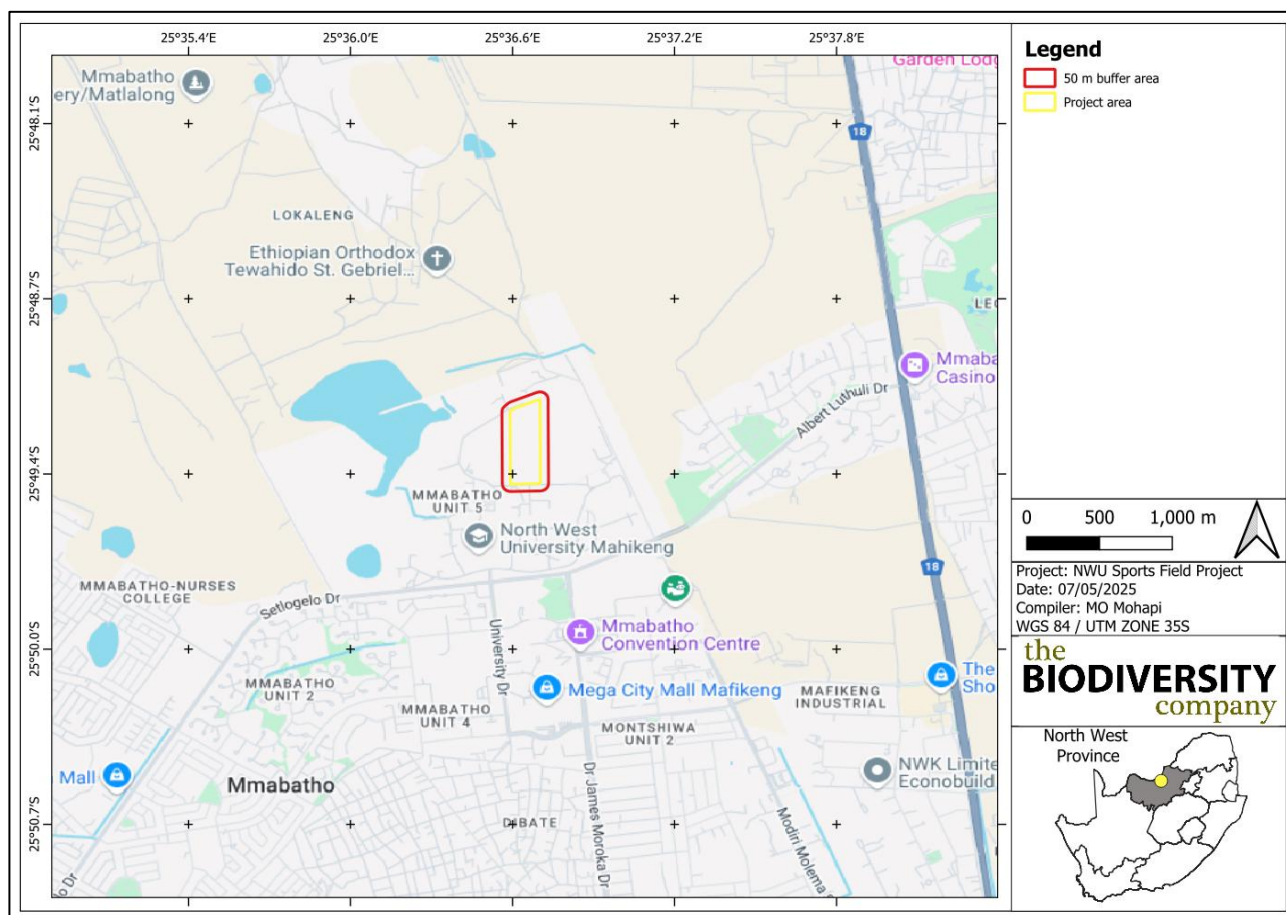 25°35.4'E 25°36.0'E 25°36.6'E 25°37.2'E 25°37.8'E
25°48.1'S
25°48.7'S
25°49.4'S
25°50.0'S
25°50.7'S
Mmabatho
ery/Matlalong
Garden Lodg
18
LOKALENG
Ethiopian Orthodox
Tewahido St. Gebriel...
LEO
Mmaba
Casino
Albert Luthuli Dr
MMABATHO
UNIT 5
North West
University Mahikeng
18
MMABATHO-NURSES
COLLEGE
Setlogelo Dr
University Dr
Mmabatho
Convention Centre
The
Sho
MMABATHO
UNIT 2
Mega City Mall Mafikeng
MAFIKENG
INDUSTRIAL
MMABATHO
UNIT 4
MONTSHIWA
UNIT 2
Mall
Mmabatho
NWK Limite
Econobuild
Dr James Moroka Dr
Modiri Molema
DIBATE
o Dr
Legend
50 m buffer area
Project area
0 500 1,000 m
Project: NWU Sports Field Project
Date: 07/05/2025
Compiler: MO Mohapi
WGS 84 / UTM ZONE 35S
the
BIODIVERSITY
company
North West
Province